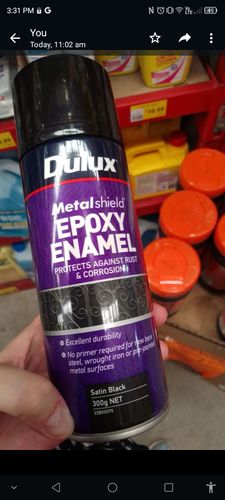 3:31 PM
You
Today, 11:02 am
Dulux
Metalshield
EPOXY
ENAMEL
PROTECTS AGAINST RUST
& CORROSION
Excellent durability
No primer required for new bare
steel, wrought iron or pre-painted
metal surfaces
Satin Black
300g NET